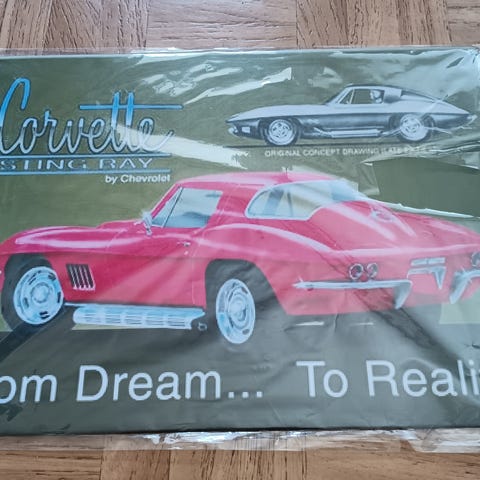 Corvette
STING RAY
by Chevrolet
ORIGINAL CONCEPT DRAWING
om Dream... To Reali